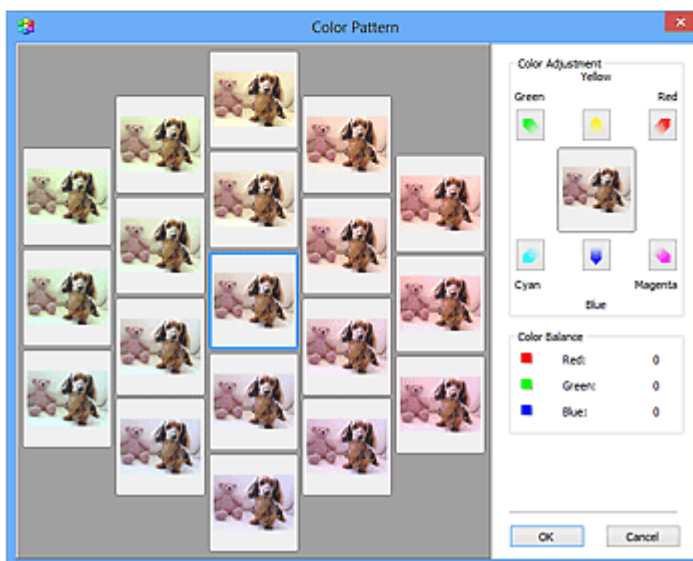 Color Pattern
Color Adjustment
Yellow
Green Red
Cyan Magenta
Blue
Color Balance
Red: 0
Green: 0
Blue: 0
OK Cancel